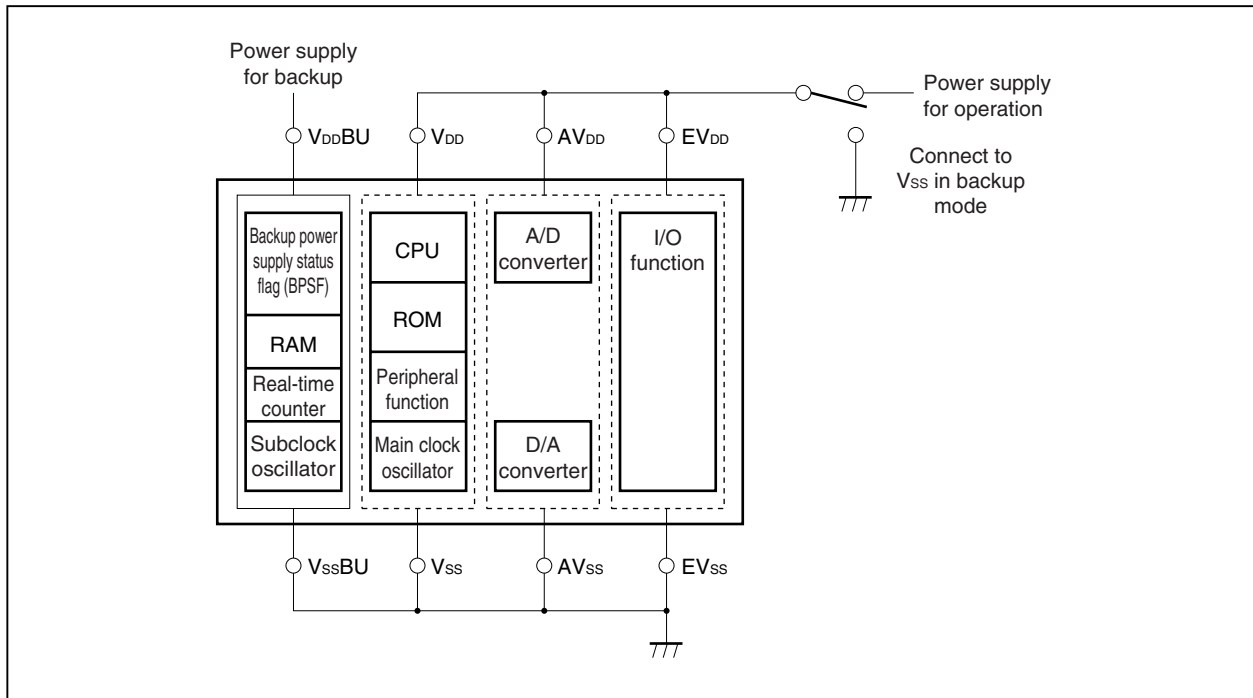 Power supply
for backup
Power supply
for operation
VDDBU
VDD
AVDD
EVDD
Connect to
VSS in backup
mode
Backup power
supply status
flag (BPSF)
RAM
Real-time
counter
Subclock
oscillator
CPU
ROM
Peripheral
function
Main clock
oscillator
A/D
converter
D/A
converter
I/O
function
VSSBU
VSS
AVSS
EVSS